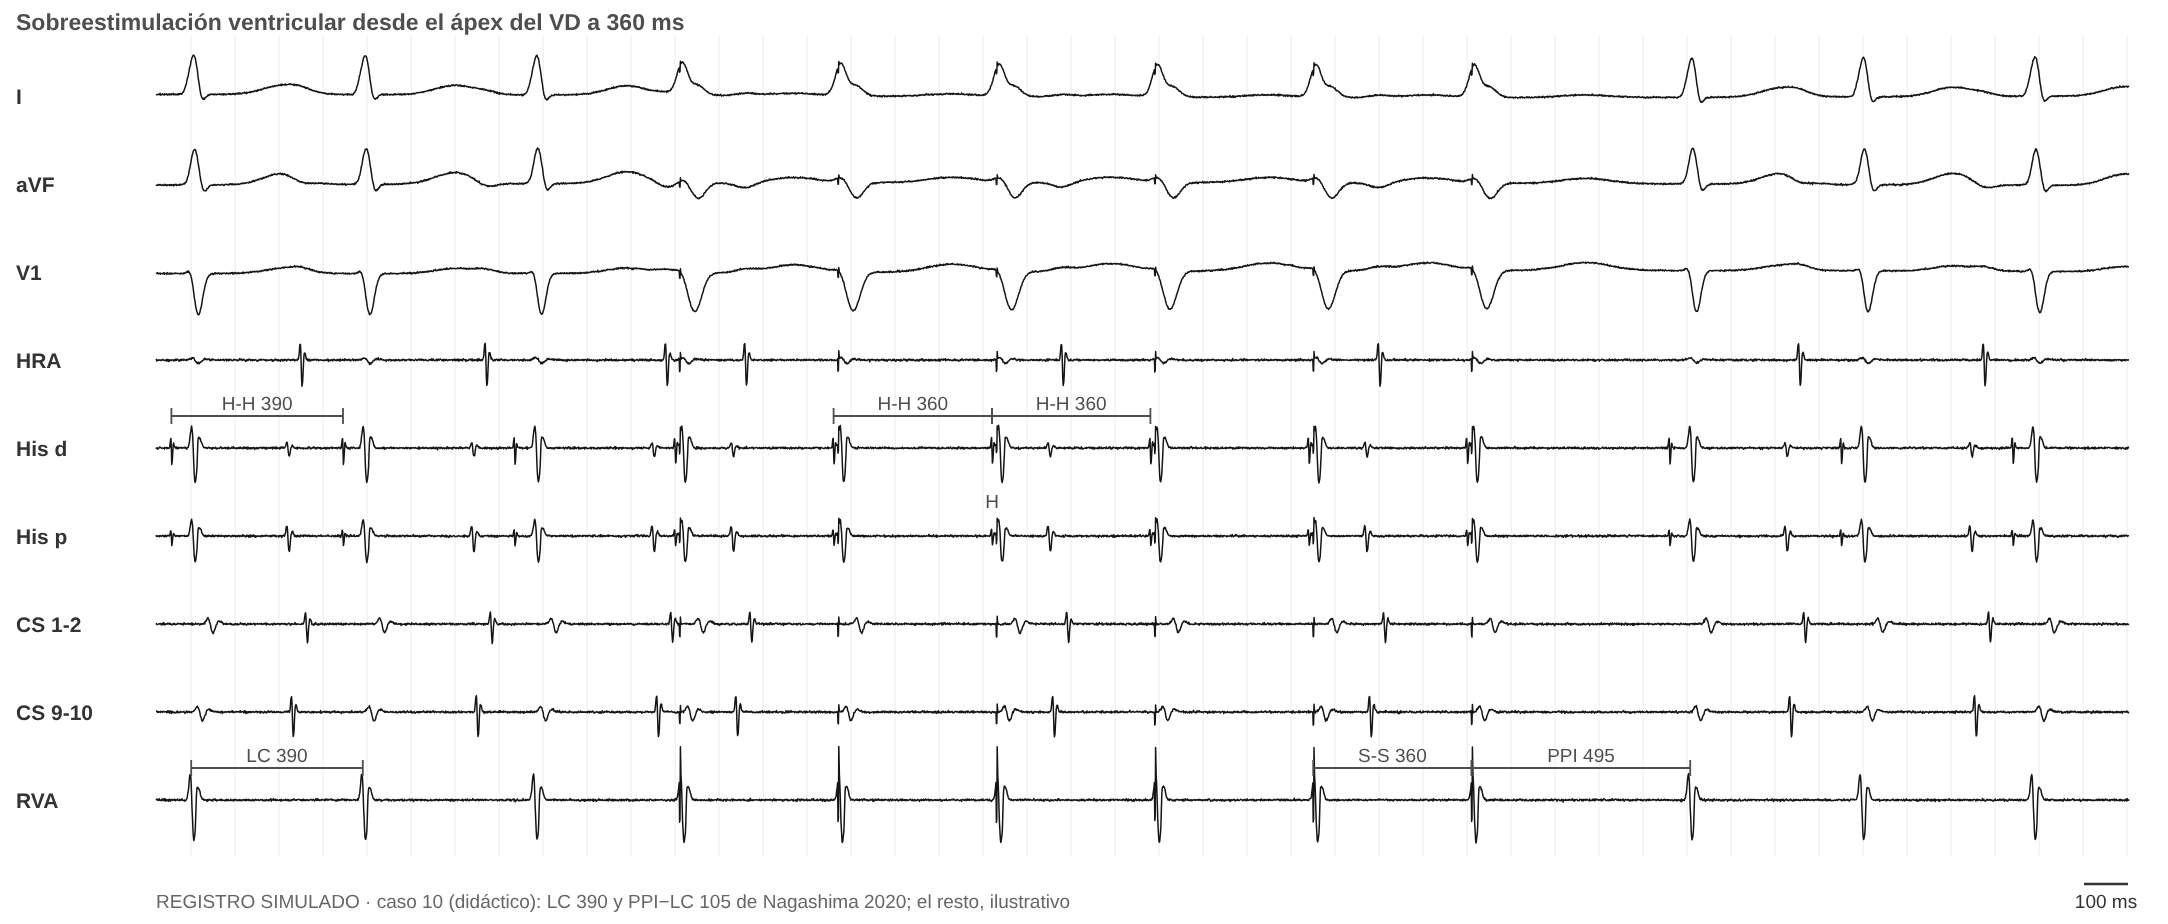 Sobreestimulación ventricular desde el ápex del VD a 360 ms
I
aVF
V1
HRA
H-H 390
H-H 360
H-H 360
His d
H
His p
CS 1-2
CS 9-10
LC 390
S-S 360
PPI 495
RVA
REGISTRO SIMULADO · caso 10 (didáctico): LC 390 y PPI−LC 105 de Nagashima 2020; el resto, ilustrativo
100 ms